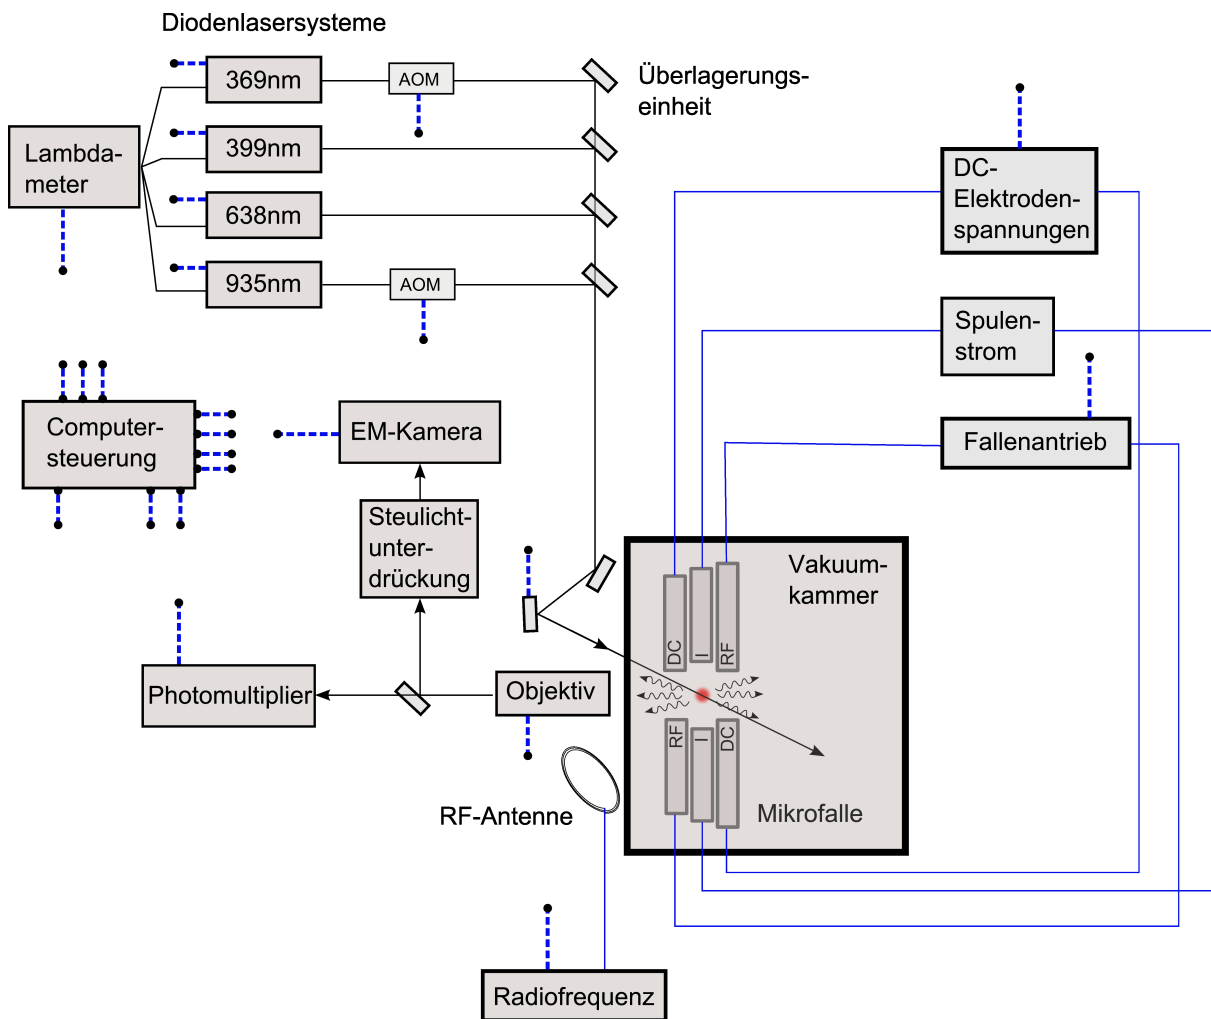 Diodenlasersysteme
369nm
AOM
Überlagerungs-
einheit
399nm
Lambda-
meter
638nm
935nm
AOM
DC-
Elektroden-
spannungen
Spulen-
strom
Fallenantrieb
Computer-
steuerung
EM-Kamera
Steulicht-
unter-
drückung
Vakuum-
kammer
DC
I
RF
Photomultiplier
Objektiv
RF
I
DC
RF-Antenne
Mikrofalle
Radiofrequenz